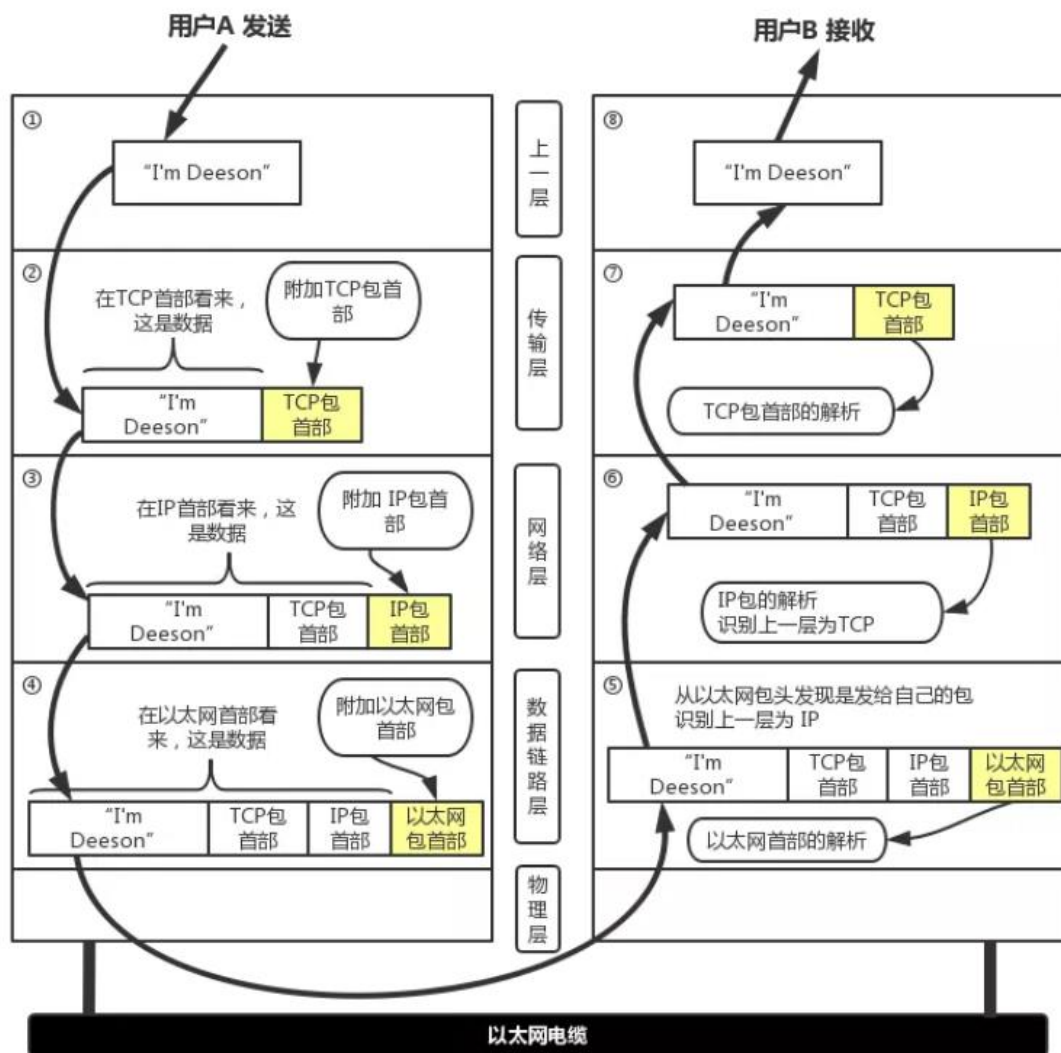 用户A 发送
用户B 接收
①
“I'm Deeson”
②
在TCP首部看来，
这是数据
附加TCP包首
部
“I'm
Deeson”
TCP包
首部
③
在IP首部看来，这
是数据
附加 IP包首
部
“I'm
Deeson”
TCP包
首部
IP包
首部
④
在以太网首部看
来，这是数据
附加以太网包
首部
“I'm
Deeson”
TCP包
首部
IP包
首部
以太网
包首部
上一层
传输层
网络层
数据链路层
物理层
⑧
“I'm Deeson”
⑦
“I'm
Deeson”
TCP包
首部
TCP包首部的解析
⑥
“I'm
Deeson”
TCP包
首部
IP包
首部
IP包的解析
识别上一层为TCP
⑤
从以太网包头发现是发给自己的包
识别上一层为 IP
“I'm
Deeson”
TCP包
首部
IP包
首部
以太网
包首部
以太网首部的解析
以太网电缆